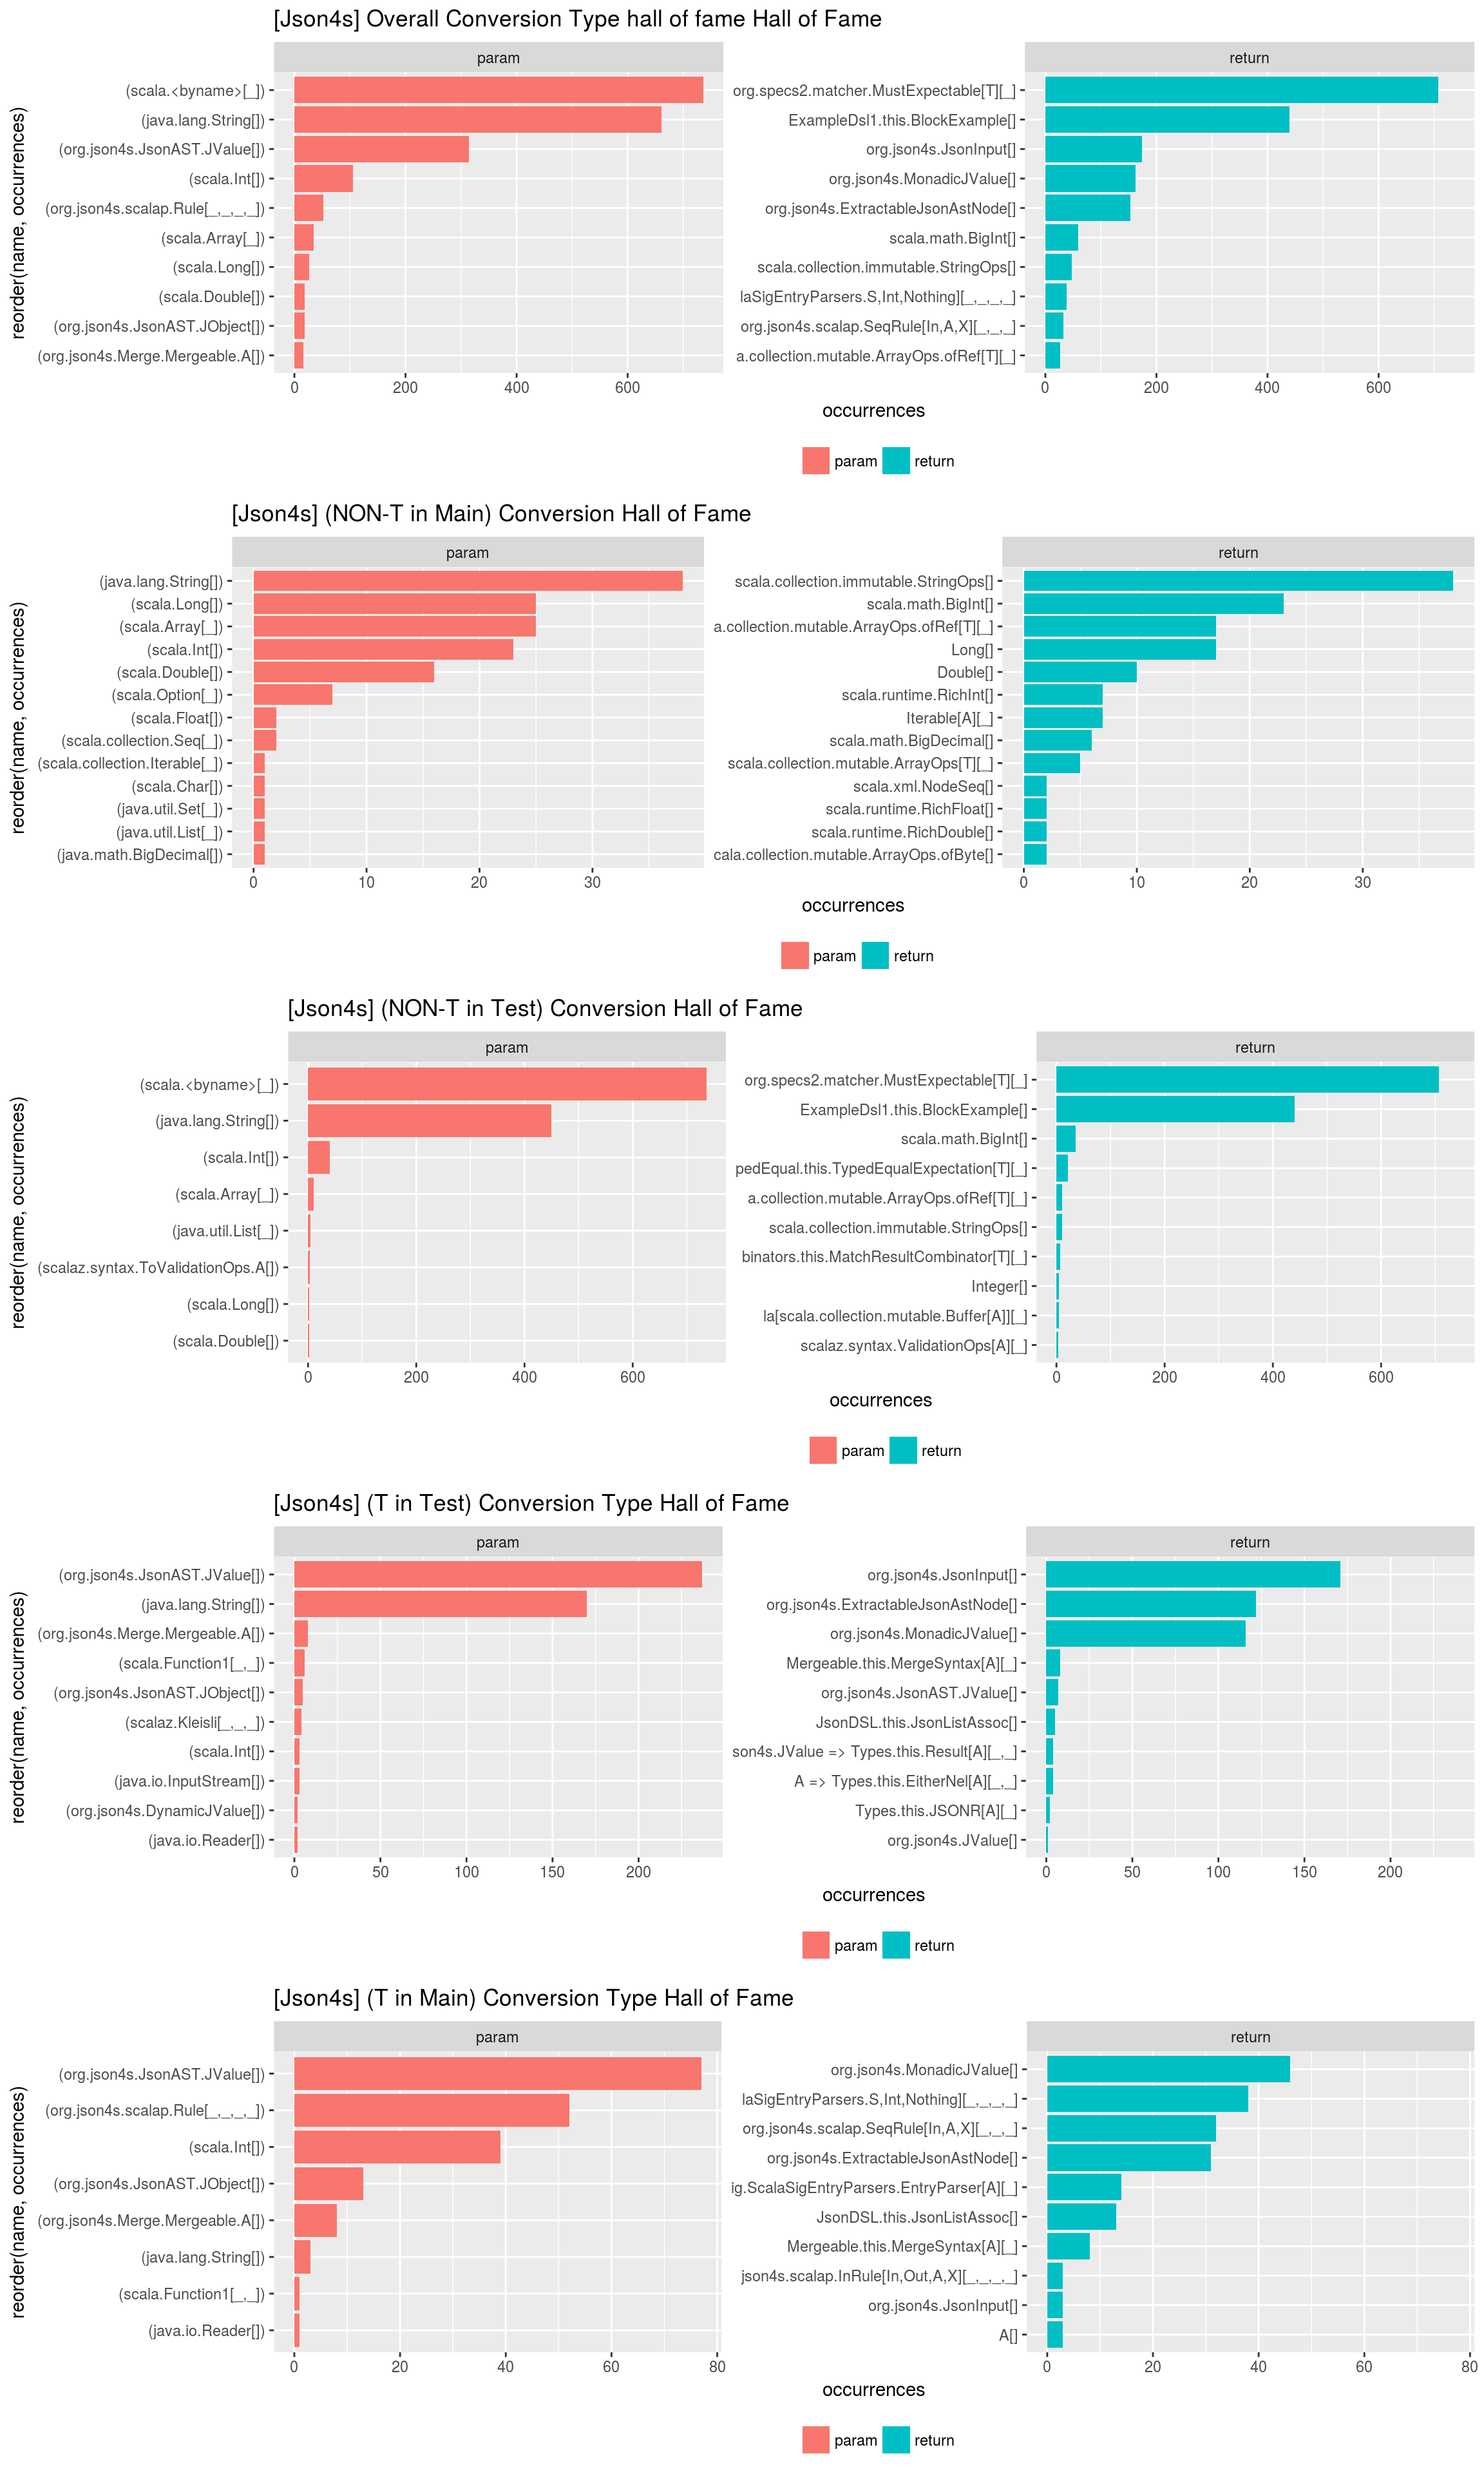 [Json4s] Overall Conversion Type hall of fame Hall of Fame
param
return
reorder(name, occurrences)
(scala.<byname>[_])
(java.lang.String[])
(org.json4s.JsonAST.JValue[])
(scala.Int[])
(org.json4s.scalap.Rule[_,_,_,_])
(scala.Array[_])
(scala.Long[])
(scala.Double[])
(org.json4s.JsonAST.JObject[])
(org.json4s.Merge.Mergeable.A[])
0 200 400 600
org.specs2.matcher.MustExpectable[T][_]
ExampleDsl1.this.BlockExample[]
org.json4s.JsonInput[]
org.json4s.MonadicJValue[]
org.json4s.ExtractableJsonAstNode[]
scala.math.BigInt[]
scala.collection.immutable.StringOps[]
laSigEntryParsers.S,Int,Nothing][_,_,_,_]
org.json4s.scalap.SeqRule[In,A,X][_,_,_]
a.collection.mutable.ArrayOps.ofRef[T][_]
0 200 400 600
occurrences
param return
[Json4s] (NON-T in Main) Conversion Hall of Fame
param
return
reorder(name, occurrences)
(java.lang.String[])
(scala.Long[])
(scala.Array[_])
(scala.Int[])
(scala.Double[])
(scala.Option[_])
(scala.Float[])
(scala.collection.Seq[_])
(scala.collection.Iterable[_])
(scala.Char[])
(java.util.Set[_])
(java.util.List[_])
(java.math.BigDecimal[])
0 10 20 30
scala.collection.immutable.StringOps[]
scala.math.BigInt[]
a.collection.mutable.ArrayOps.ofRef[T][_]
Long[]
Double[]
scala.runtime.RichInt[]
Iterable[A][_]
scala.math.BigDecimal[]
scala.collection.mutable.ArrayOps[T][_]
scala.xml.NodeSeq[]
scala.runtime.RichFloat[]
scala.runtime.RichDouble[]
cala.collection.mutable.ArrayOps.ofByte[]
0 10 20 30
occurrences
param return
[Json4s] (NON-T in Test) Conversion Hall of Fame
param
return
reorder(name, occurrences)
(scala.<byname>[_])
(java.lang.String[])
(scala.Int[])
(scala.Array[_])
(java.util.List[_])
(scalaz.syntax.ToValidationOps.A[])
(scala.Long[])
(scala.Double[])
0 200 400 600
org.specs2.matcher.MustExpectable[T][_]
ExampleDsl1.this.BlockExample[]
scala.math.BigInt[]
pedEqual.this.TypedEqualExpectation[T][_]
a.collection.mutable.ArrayOps.ofRef[T][_]
scala.collection.immutable.StringOps[]
binators.this.MatchResultCombinator[T][_]
Integer[]
la[scala.collection.mutable.Buffer[A]][_]
scalaz.syntax.ValidationOps[A][_]
0 200 400 600
occurrences
param return
[Json4s] (T in Test) Conversion Type Hall of Fame
param
return
reorder(name, occurrences)
(org.json4s.JsonAST.JValue[])
(java.lang.String[])
(org.json4s.Merge.Mergeable.A[])
(scala.Function1[_,_])
(org.json4s.JsonAST.JObject[])
(scalaz.Kleisli[_,_,_])
(scala.Int[])
(java.io.InputStream[])
(org.json4s.DynamicJValue[])
(java.io.Reader[])
0 50 100 150 200
org.json4s.JsonInput[]
org.json4s.ExtractableJsonAstNode[]
org.json4s.MonadicJValue[]
Mergeable.this.MergeSyntax[A][_]
org.json4s.JsonAST.JValue[]
JsonDSL.this.JsonListAssoc[]
son4s.JValue => Types.this.Result[A][_,_]
A => Types.this.EitherNel[A][_,_]
Types.this.JSONR[A][_]
org.json4s.JValue[]
0 50 100 150 200
occurrences
param return
[Json4s] (T in Main) Conversion Type Hall of Fame
param
return
reorder(name, occurrences)
(org.json4s.JsonAST.JValue[])
(org.json4s.scalap.Rule[_,_,_,_])
(scala.Int[])
(org.json4s.JsonAST.JObject[])
(org.json4s.Merge.Mergeable.A[])
(java.lang.String[])
(scala.Function1[_,_])
(java.io.Reader[])
0 20 40 60 80
org.json4s.MonadicJValue[]
laSigEntryParsers.S,Int,Nothing][_,_,_,_]
org.json4s.scalap.SeqRule[In,A,X][_,_,_]
org.json4s.ExtractableJsonAstNode[]
ig.ScalaSigEntryParsers.EntryParser[A][_]
JsonDSL.this.JsonListAssoc[]
Mergeable.this.MergeSyntax[A][_]
json4s.scalap.InRule[In,Out,A,X][_,_,_,_]
org.json4s.JsonInput[]
A[]
0 20 40 60 80
occurrences
param return